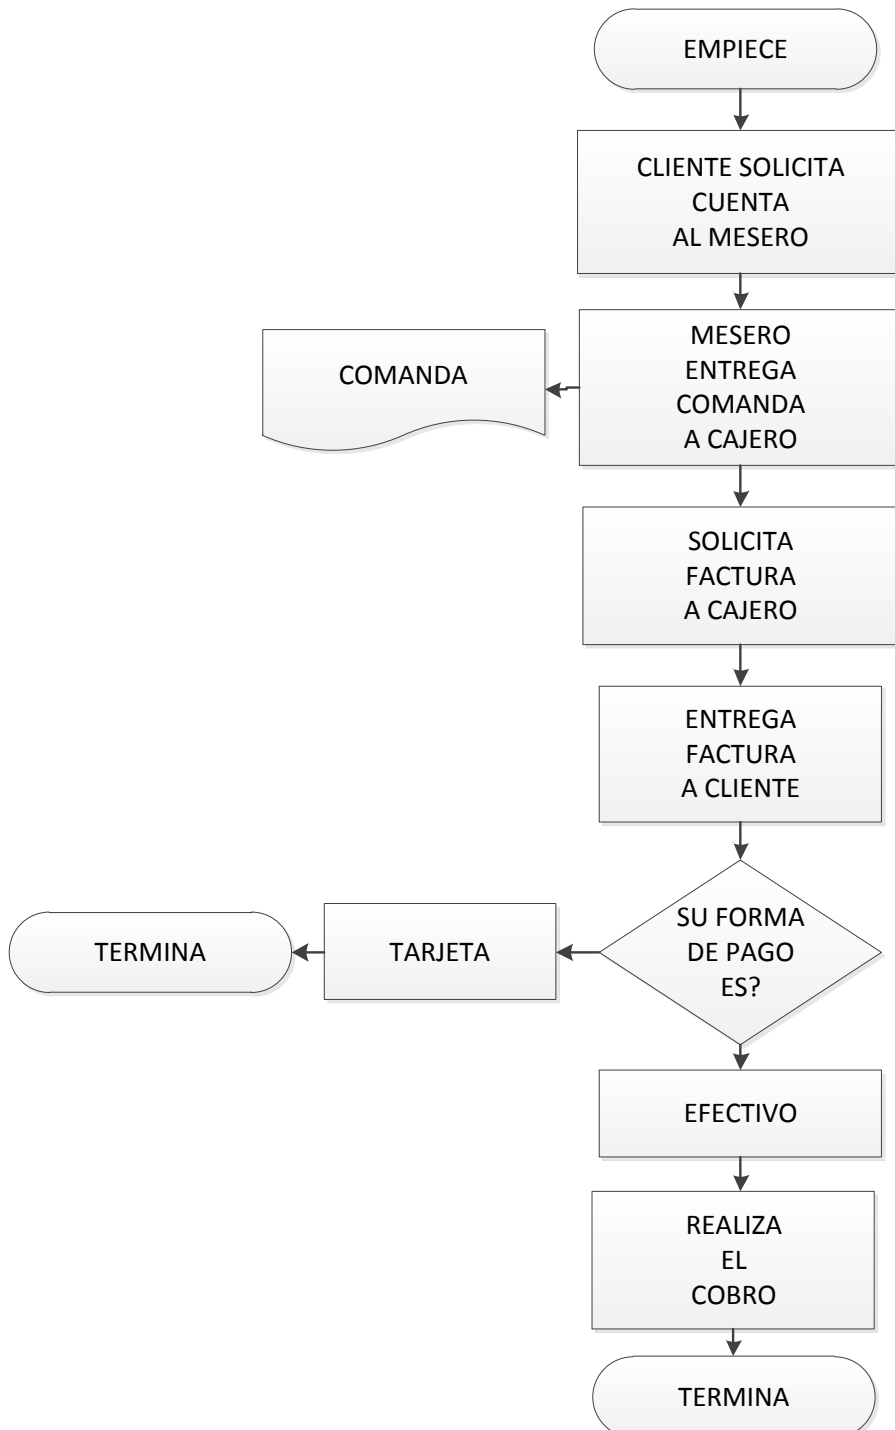 EMPIECE
CLIENTE SOLICITA
CUENTA
AL MESERO
MESERO
ENTREGA
COMANDA
A CAJERO
COMANDA
SOLICITA
FACTURA
A CAJERO
ENTREGA
FACTURA
A CLIENTE
SU FORMA
DE PAGO
ES?
TARJETA
TERMINA
EFECTIVO
REALIZA
EL
COBRO
TERMINA